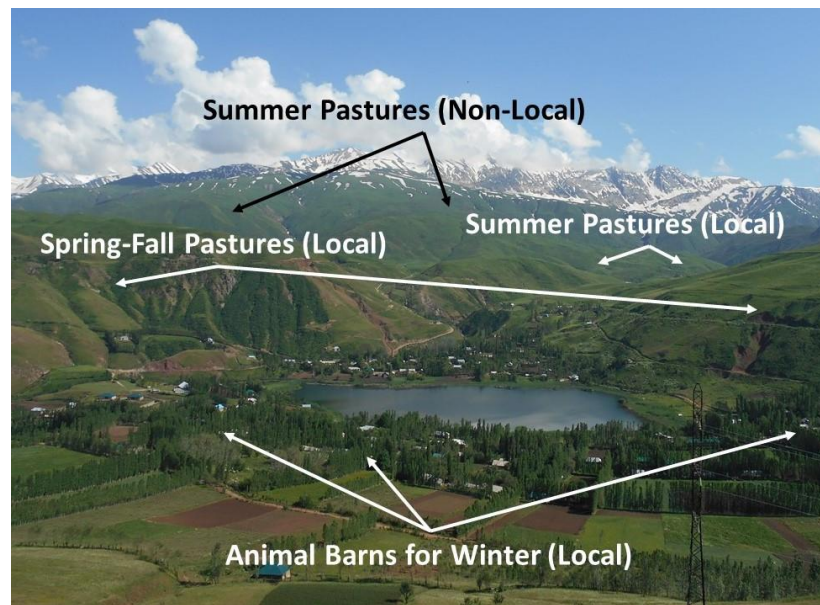 Summer Pastures (Non-Local)
Summer Pastures (Local)
Spring-Fall Pastures (Local)
Animal Barns for Winter (Local)